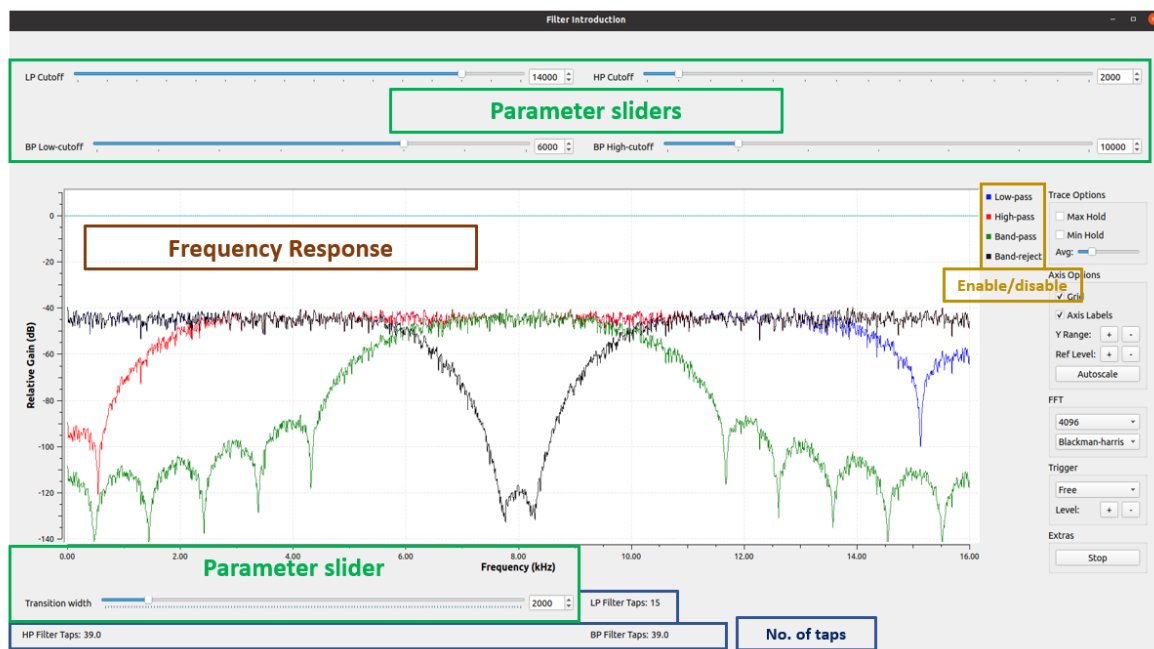 Filter Introduction
LP Cutoff 14000 HP Cutoff 2000
Parameter sliders
BP Low-cutoff 6000 BP High-cutoff 10000
Low-pass
High-pass
Band-pass
Band-reject
Enable/disable
Trace Options
Max Hold
Min Hold
Avg:
Axis Options
Grid
Axis Labels
Y Range: + -
Ref Level: + -
Autoscale
FFT
4096
Blackman-harris
Trigger
Free
Level: + -
Extras
Stop
Frequency Response
Relative Gain (dB)
0
-20
-40
-60
-80
-100
-120
-140
0.00 2.00 4.00 6.00 8.00 10.00 12.00 14.00 16.00
Frequency (kHz)
Parameter slider
Transition width 2000 LP Filter Taps: 15
HP Filter Taps: 39.0 BP Filter Taps: 39.0 No. of taps